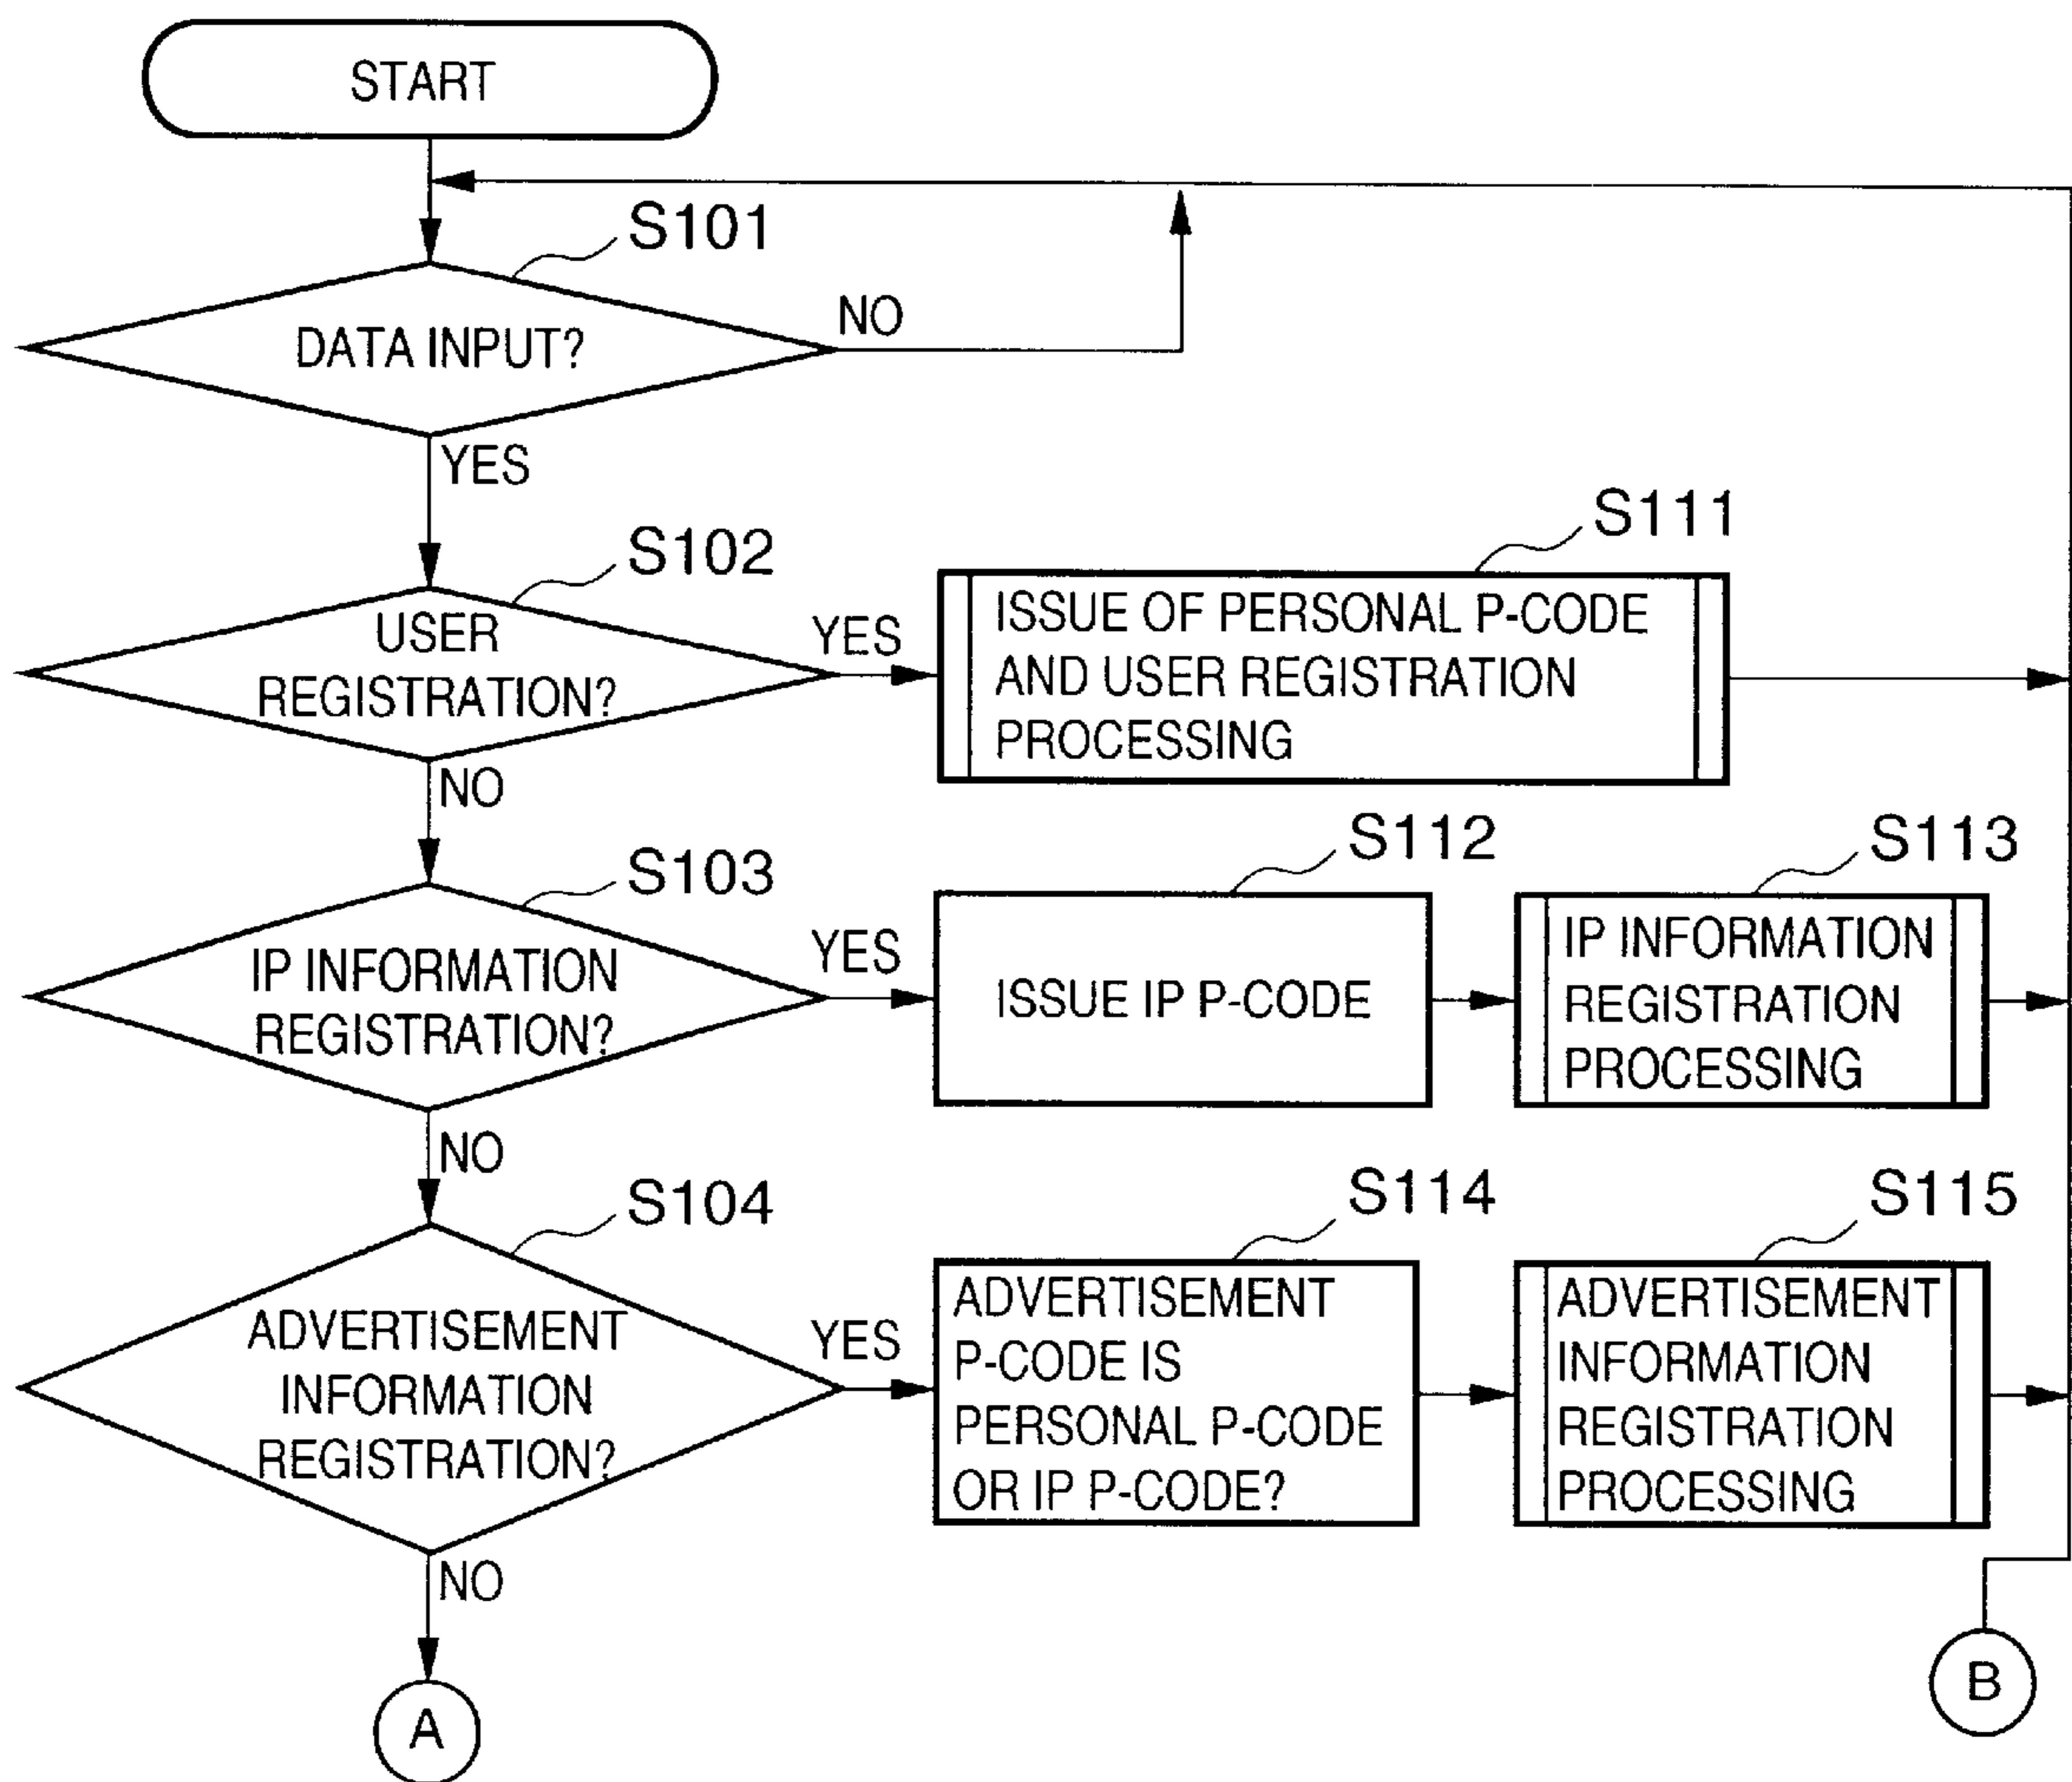 START
S101
DATA INPUT?
NO
YES
S102
USER
REGISTRATION?
YES
S111
ISSUE OF PERSONAL P-CODE
AND USER REGISTRATION
PROCESSING
NO
S103
IP INFORMATION
REGISTRATION?
YES
S112
ISSUE IP P-CODE
S113
IP INFORMATION
REGISTRATION
PROCESSING
NO
S104
ADVERTISEMENT
INFORMATION
REGISTRATION?
YES
S114
ADVERTISEMENT
P-CODE IS
PERSONAL P-CODE
OR IP P-CODE?
S115
ADVERTISEMENT
INFORMATION
REGISTRATION
PROCESSING
NO
A
B